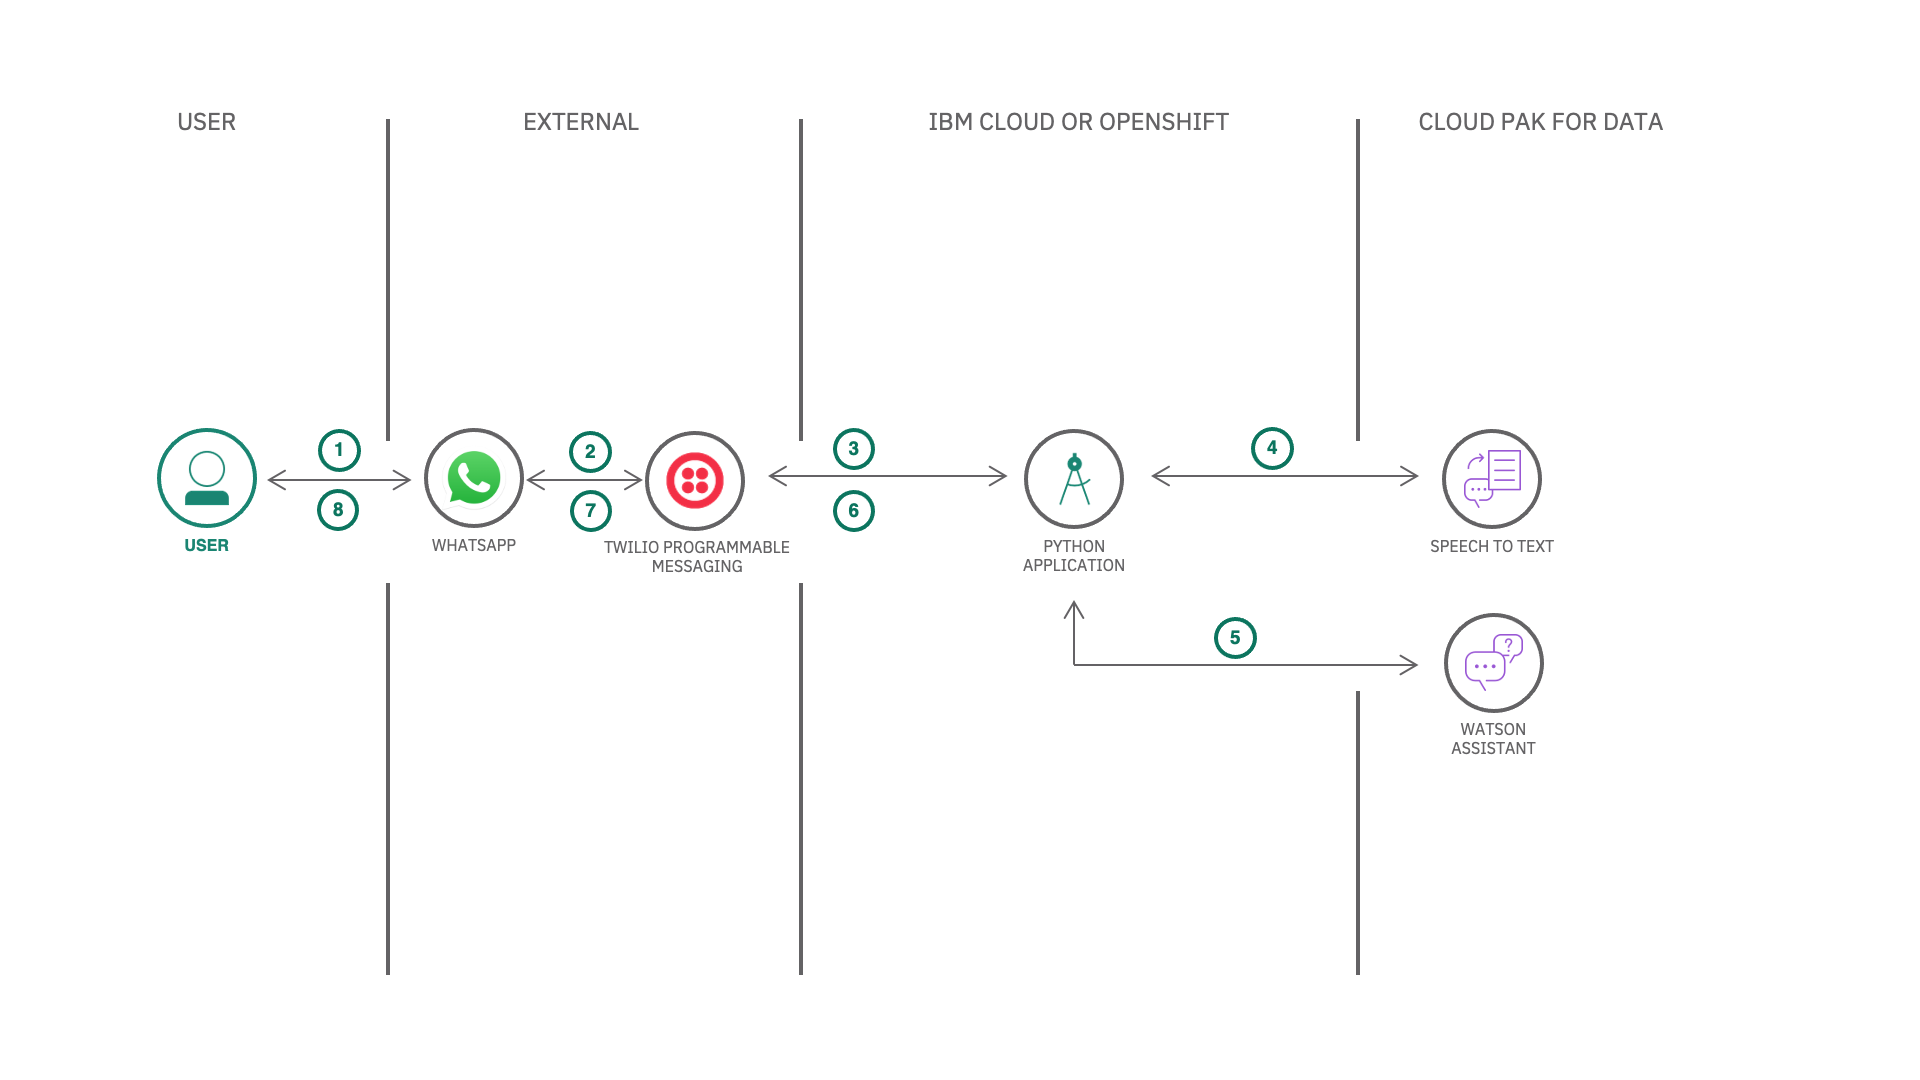 USER
EXTERNAL
IBM CLOUD OR OPENSHIFT
CLOUD PAK FOR DATA
1
2
3
4
8
7
6
USER
WHATSAPP
TWILIO PROGRAMMABLE
MESSAGING
PYTHON
APPLICATION
SPEECH TO TEXT
5
?
WATSON
ASSISTANT